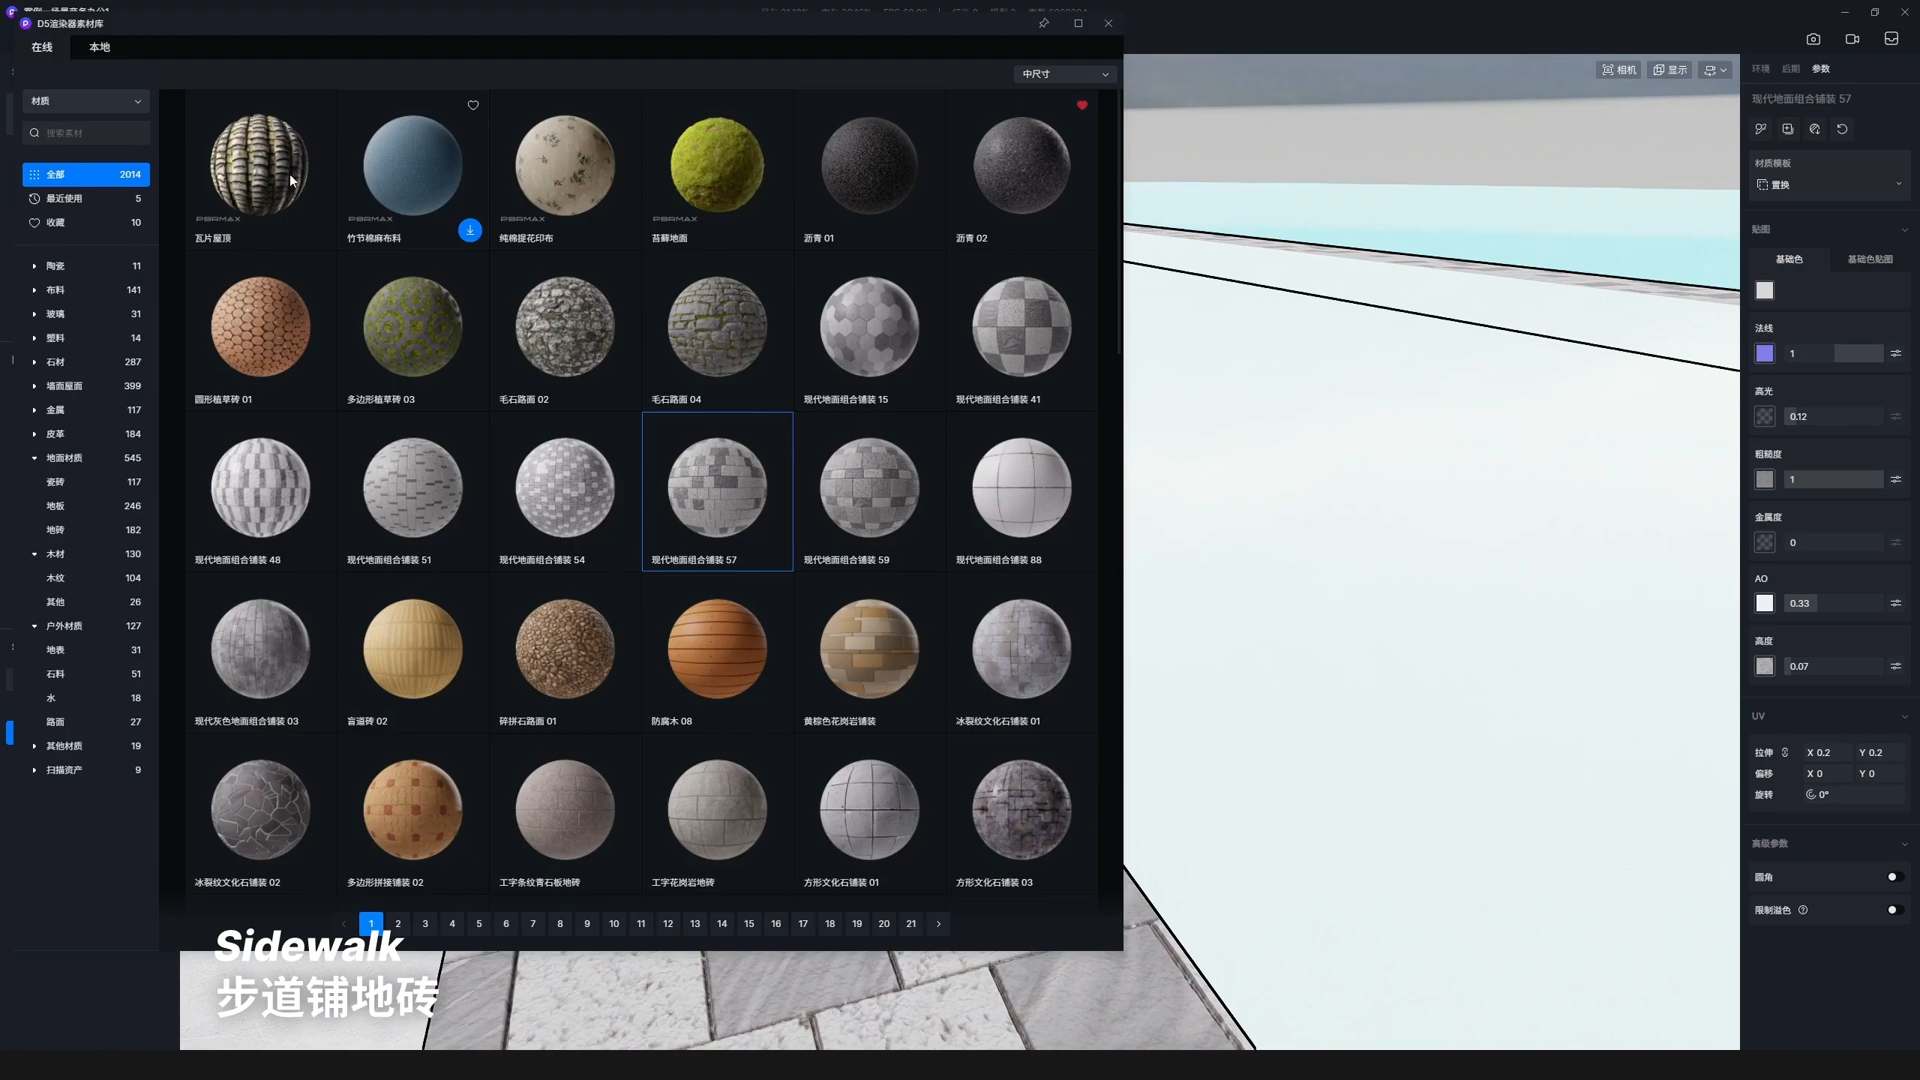 D5渲染器素材库
在线
本地
中尺寸
材质
搜索素材
全部 2014
最近使用 5
收藏 10
陶瓷 11
布料 141
玻璃 31
塑料 14
石材 287
墙面屋面 399
金属 117
皮革 184
地面材质 545
瓷砖 117
地板 246
地砖 182
木材 130
木纹 104
其他 26
户外材质 127
地表 31
石料 51
水 18
路面 27
其他材质 19
扫描资产 9
PBRMAX PBRMAX PBRMAX PBRMAX
瓦片屋顶 竹节棉麻布料 纯棉提花印布 苔藓地面 沥青 01 沥青 02
圆形植草砖 01 多边形植草砖 03 毛石路面 02 毛石路面 04 现代地面组合铺装 15 现代地面组合铺装 41
现代地面组合铺装 48 现代地面组合铺装 51 现代地面组合铺装 54 现代地面组合铺装 57 现代地面组合铺装 59 现代地面组合铺装 88
现代灰色地面组合铺装 03 盲道砖 02 碎拼石路面 01 防腐木 08 黄棕色花岗岩铺装 冰裂纹文化石铺装 01
冰裂纹文化石铺装 02 多边形拼接铺装 02 工字条纹青石板地砖 工字花岗岩地砖 方形文化石铺装 01 方形文化石铺装 03
1 2 3 4 5 6 7 8 9 10 11 12 13 14 15 16 17 18 19 20 21
Sidewalk
步道铺地砖
相机 显示
环境 后期 参数
现代地面组合铺装 57
材质模板
置换
贴图
基础色 基础色贴图
法线
1
高光
0.12
粗糙度
1
金属度
0
AO
0.33
高度
0.07
UV
拉伸 X 0.2 Y 0.2
偏移 X 0 Y 0
旋转 0°
高级参数
圆角
限制溢色